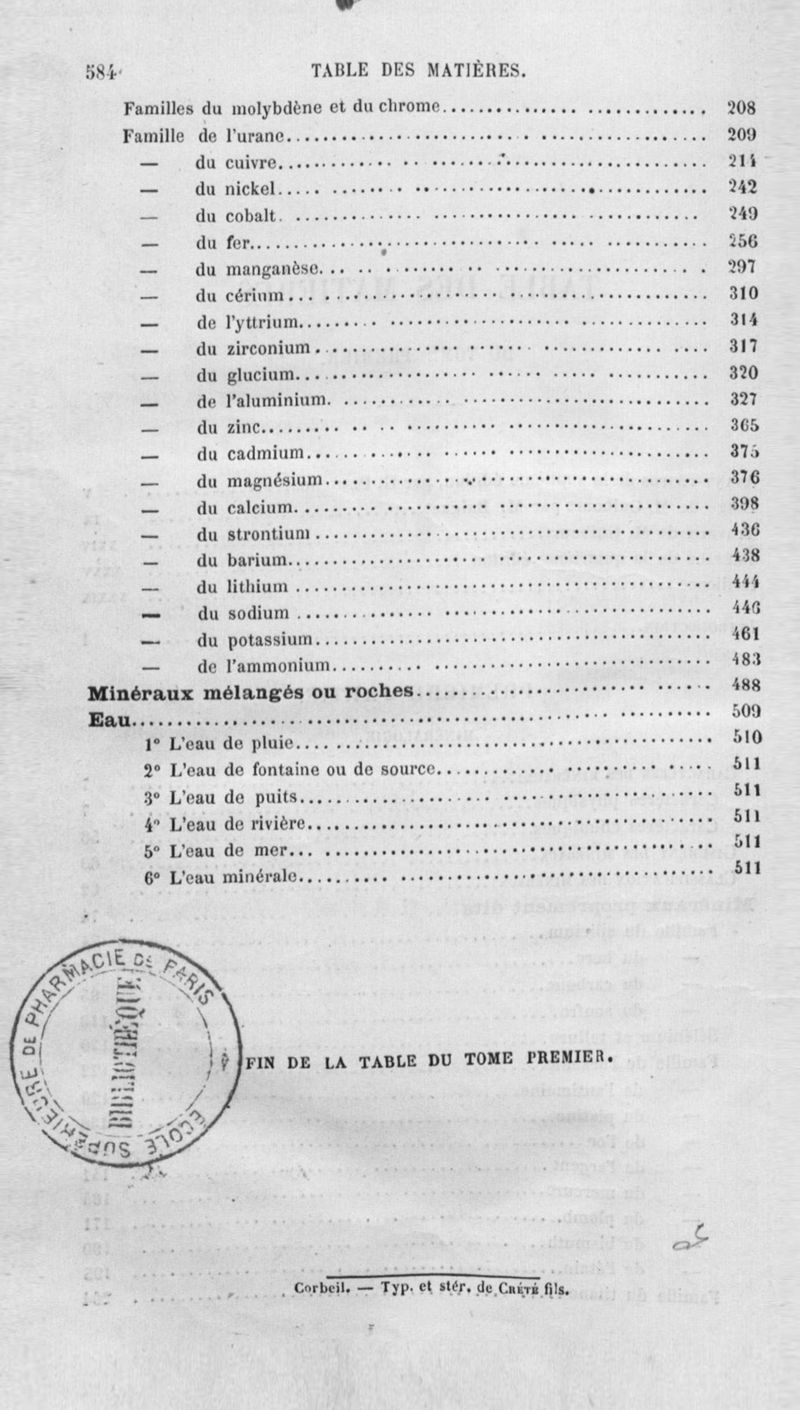 584 TABLE DES MATIÈRES.
Familles du molybdène et du chrome 208
Famille de l'urane 209
— du cuivre 214
— du nickel 242
— du cobalt 249
— du fer 256
— du manganèse 297
— du cérium 310
— de l'yttrium 314
— du zirconium 317
— du glucium 320
— de l'aluminium 327
— du zinc 365
— du cadmium 375
— du magnésium 376
— du calcium 398
— du strontium 436
— du barium 438
— du lithium 444
— du sodium 446
— du potassium 461
— de l'ammonium 483
Minéraux mélangés ou roches 488
Eau 509
1° L'eau de pluie 510
2° L'eau de fontaine ou de source 511
3° L'eau de puits 511
4° L'eau de rivière 511
5° L'eau de mer 511
6° L'eau minérale 511
ECOLE SUPÉRIEURE DE PHARMACIE DE PARIS
FIN DE LA TABLE DU TOME PREMIER.
Corbeil. — Typ. et stér. de CRÉTÉ fils.